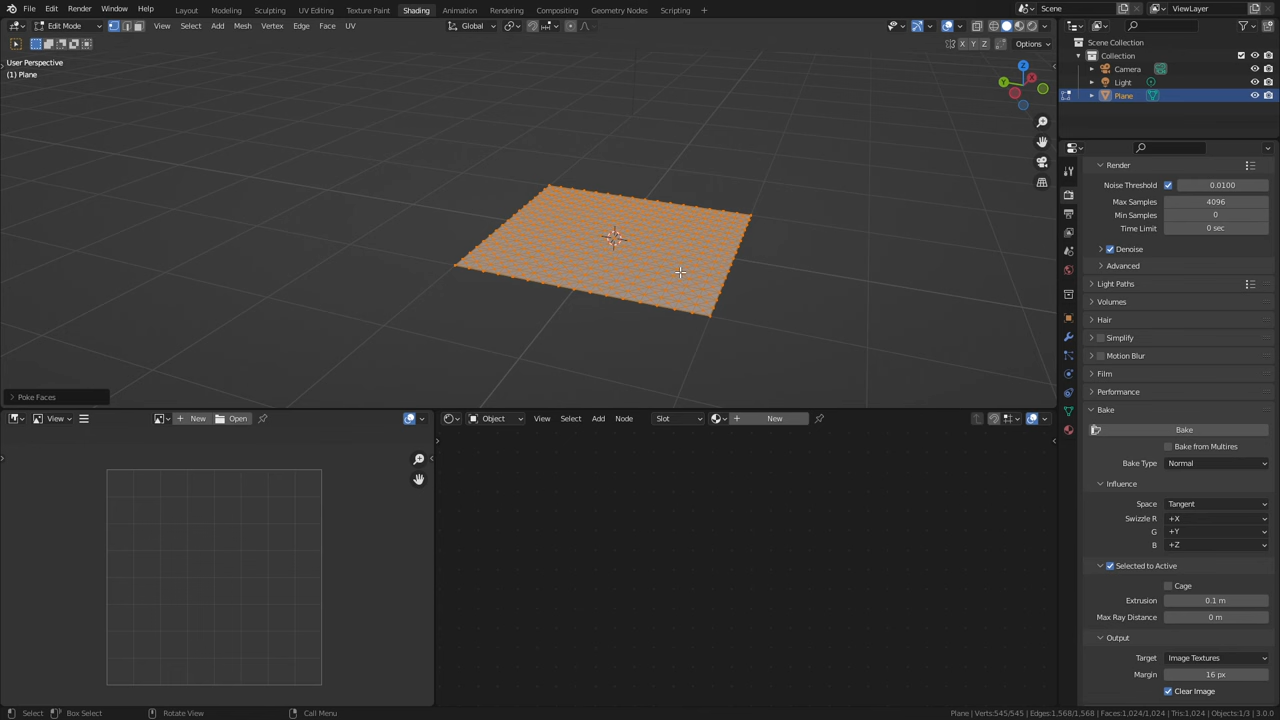 File Edit Render Window Help Layout Modeling Sculpting UV Editing Texture Paint Shading Animation Rendering Compositing Geometry Nodes Scripting + Scene ViewLayer
Edit Mode View Select Add Mesh Vertex Edge Face UV Global
X Y Z Options
User Perspective
(1) Plane
Z
Y
X
Poke Faces
View New Open
Object View Select Add Node Slot New
Scene Collection
Collection
Camera
Light
Plane
Render
Noise Threshold 0.0100
Max Samples 4096
Min Samples 0
Time Limit 0 sec
Denoise
Advanced
Light Paths
Volumes
Hair
Simplify
Motion Blur
Film
Performance
Bake
Bake
Bake from Multires
Bake Type Normal
Influence
Space Tangent
Swizzle R +X
G +Y
B +Z
Selected to Active
Cage
Extrusion 0.1 m
Max Ray Distance 0 m
Output
Target Image Textures
Margin 16 px
Clear Image
Select Box Select Rotate View Call Menu Plane | Verts:545/545 | Edges:1,568/1,568 | Faces:1,024/1,024 | Tris:1,024 | Objects:1/3 | 3.0.0